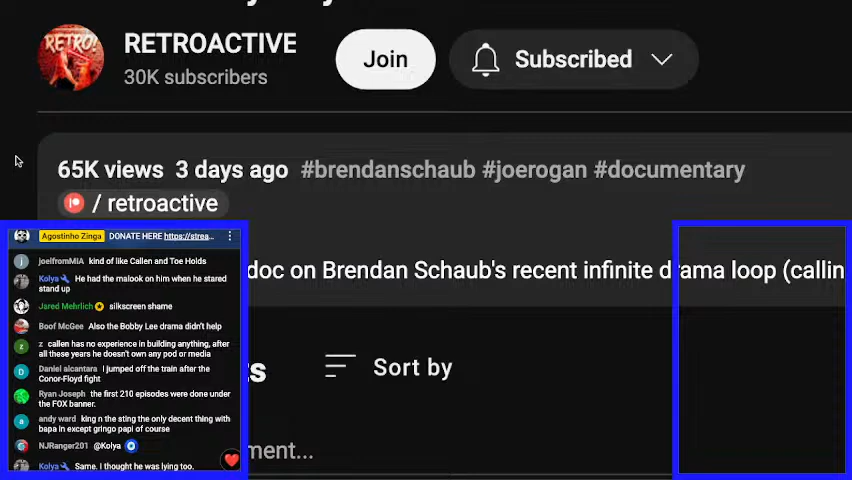 RETRO!
RETROACTIVE
30K subscribers
Join
Subscribed
65K views 3 days ago #brendanschaub #joerogan #documentary
/ retroactive
doc on Brendan Schaub's recent infinite drama loop (callin
ts
Sort by
ment...
Agostinho Zinga DONATE HERE https://strea...
joelfromMIA kind of like Callen and Toe Holds
Kolya He had the malook on him when he stared
stand up
Jared Mehrlich silkscreen shame
Boof McGee Also the Bobby Lee drama didn't help
z callen has no experience in building anything, after
all these years he doesn't own any pod or media
Daniel alcantara I jumped off the train after the
Conor-Floyd fight
Ryan Joseph the first 210 episodes were done under
the FOX banner.
andy ward king n the sting the only decent thing with
bapa in except gringo papi of course
NJRanger201 @Kolya
Kolya Same. I thought he was lying too.